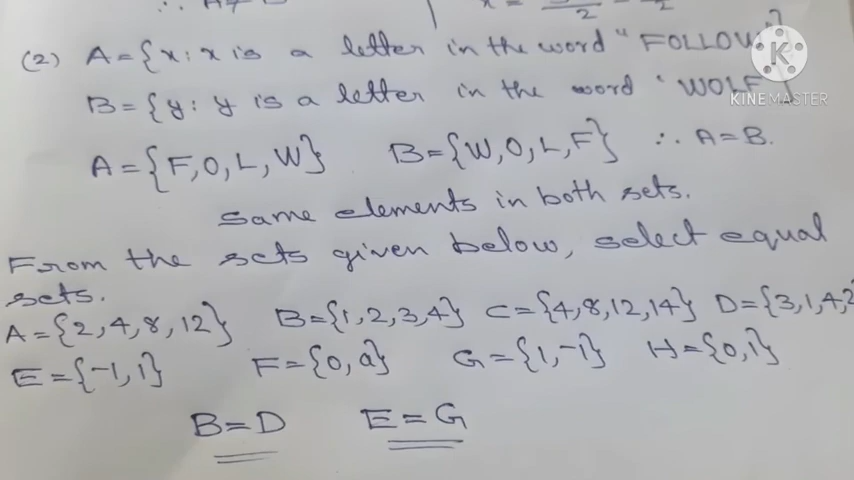 (2) A={x: x is a letter in the word "FOLLOW"}
B={y: y is a letter in the word "WOLF"}
KINEMASTER
A={F,O,L,W} B={W,O,L,F} ∴ A=B.
same elements in both sets.
From the sets given below, select equal
sets.
A={2,4,8,12} B={1,2,3,4} C={4,8,12,14} D={3,1,4,2
E={-1,1} F={0,a} G={1,-1} H={0,1}
B=D E=G